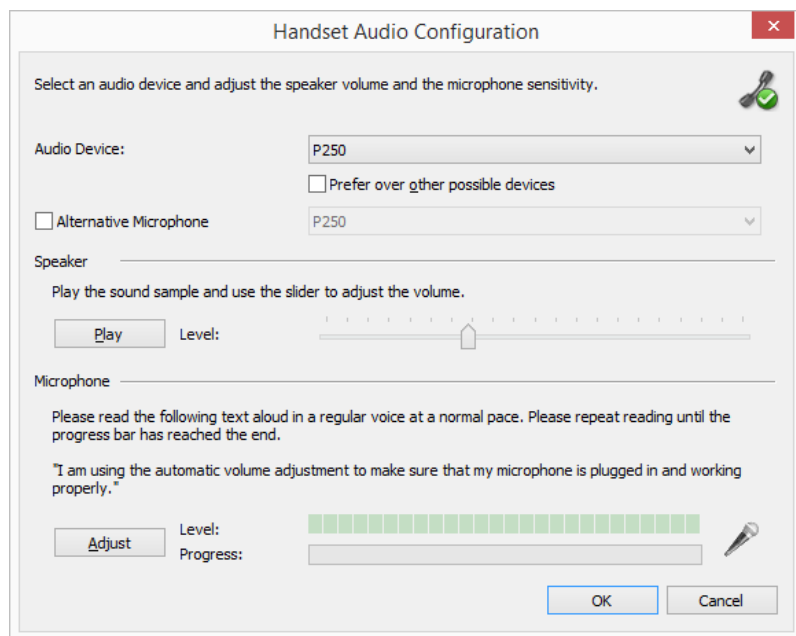 Handset Audio Configuration
Select an audio device and adjust the speaker volume and the microphone sensitivity.
Audio Device:
P250
Prefer over other possible devices
Alternative Microphone
P250
Speaker
Play the sound sample and use the slider to adjust the volume.
Play
Level:
Microphone
Please read the following text aloud in a regular voice at a normal pace. Please repeat reading until the
progress bar has reached the end.
"I am using the automatic volume adjustment to make sure that my microphone is plugged in and working
properly."
Adjust
Level:
Progress:
OK
Cancel